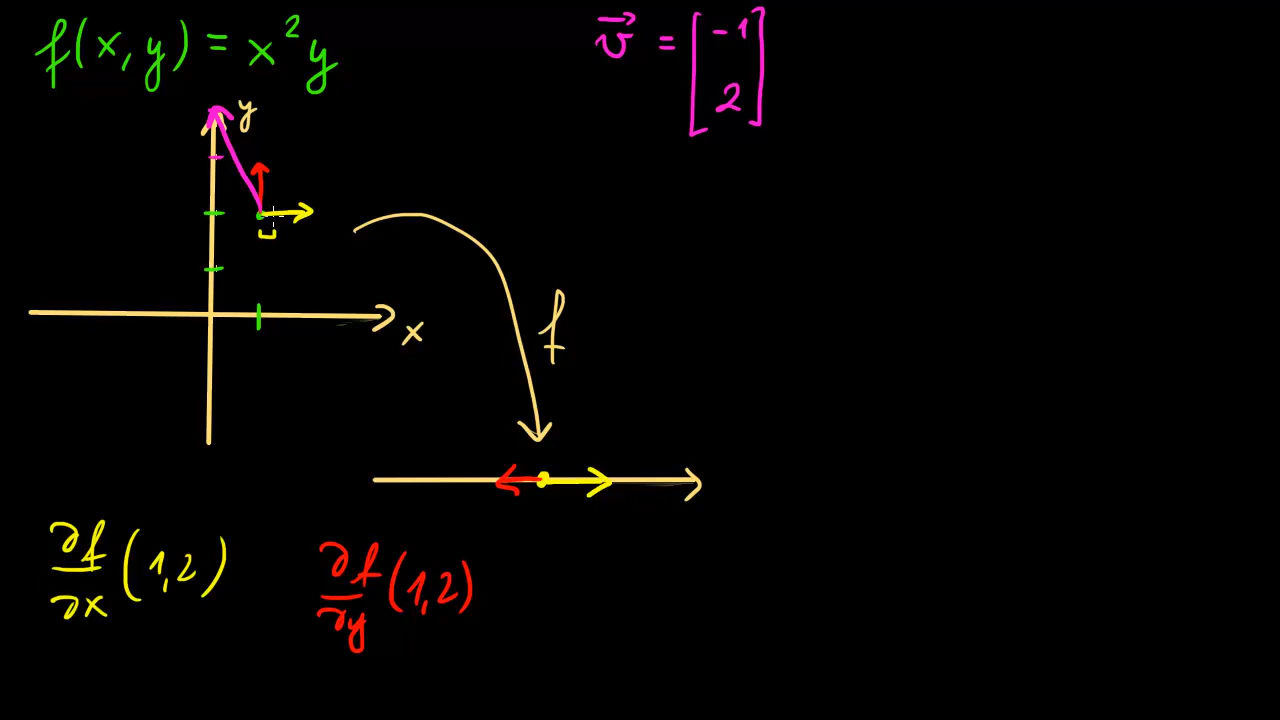 f(x,y) = x²y
v⃗ = [-1
2]
y
x
f
∂f/∂x (1,2)
∂f/∂y (1,2)